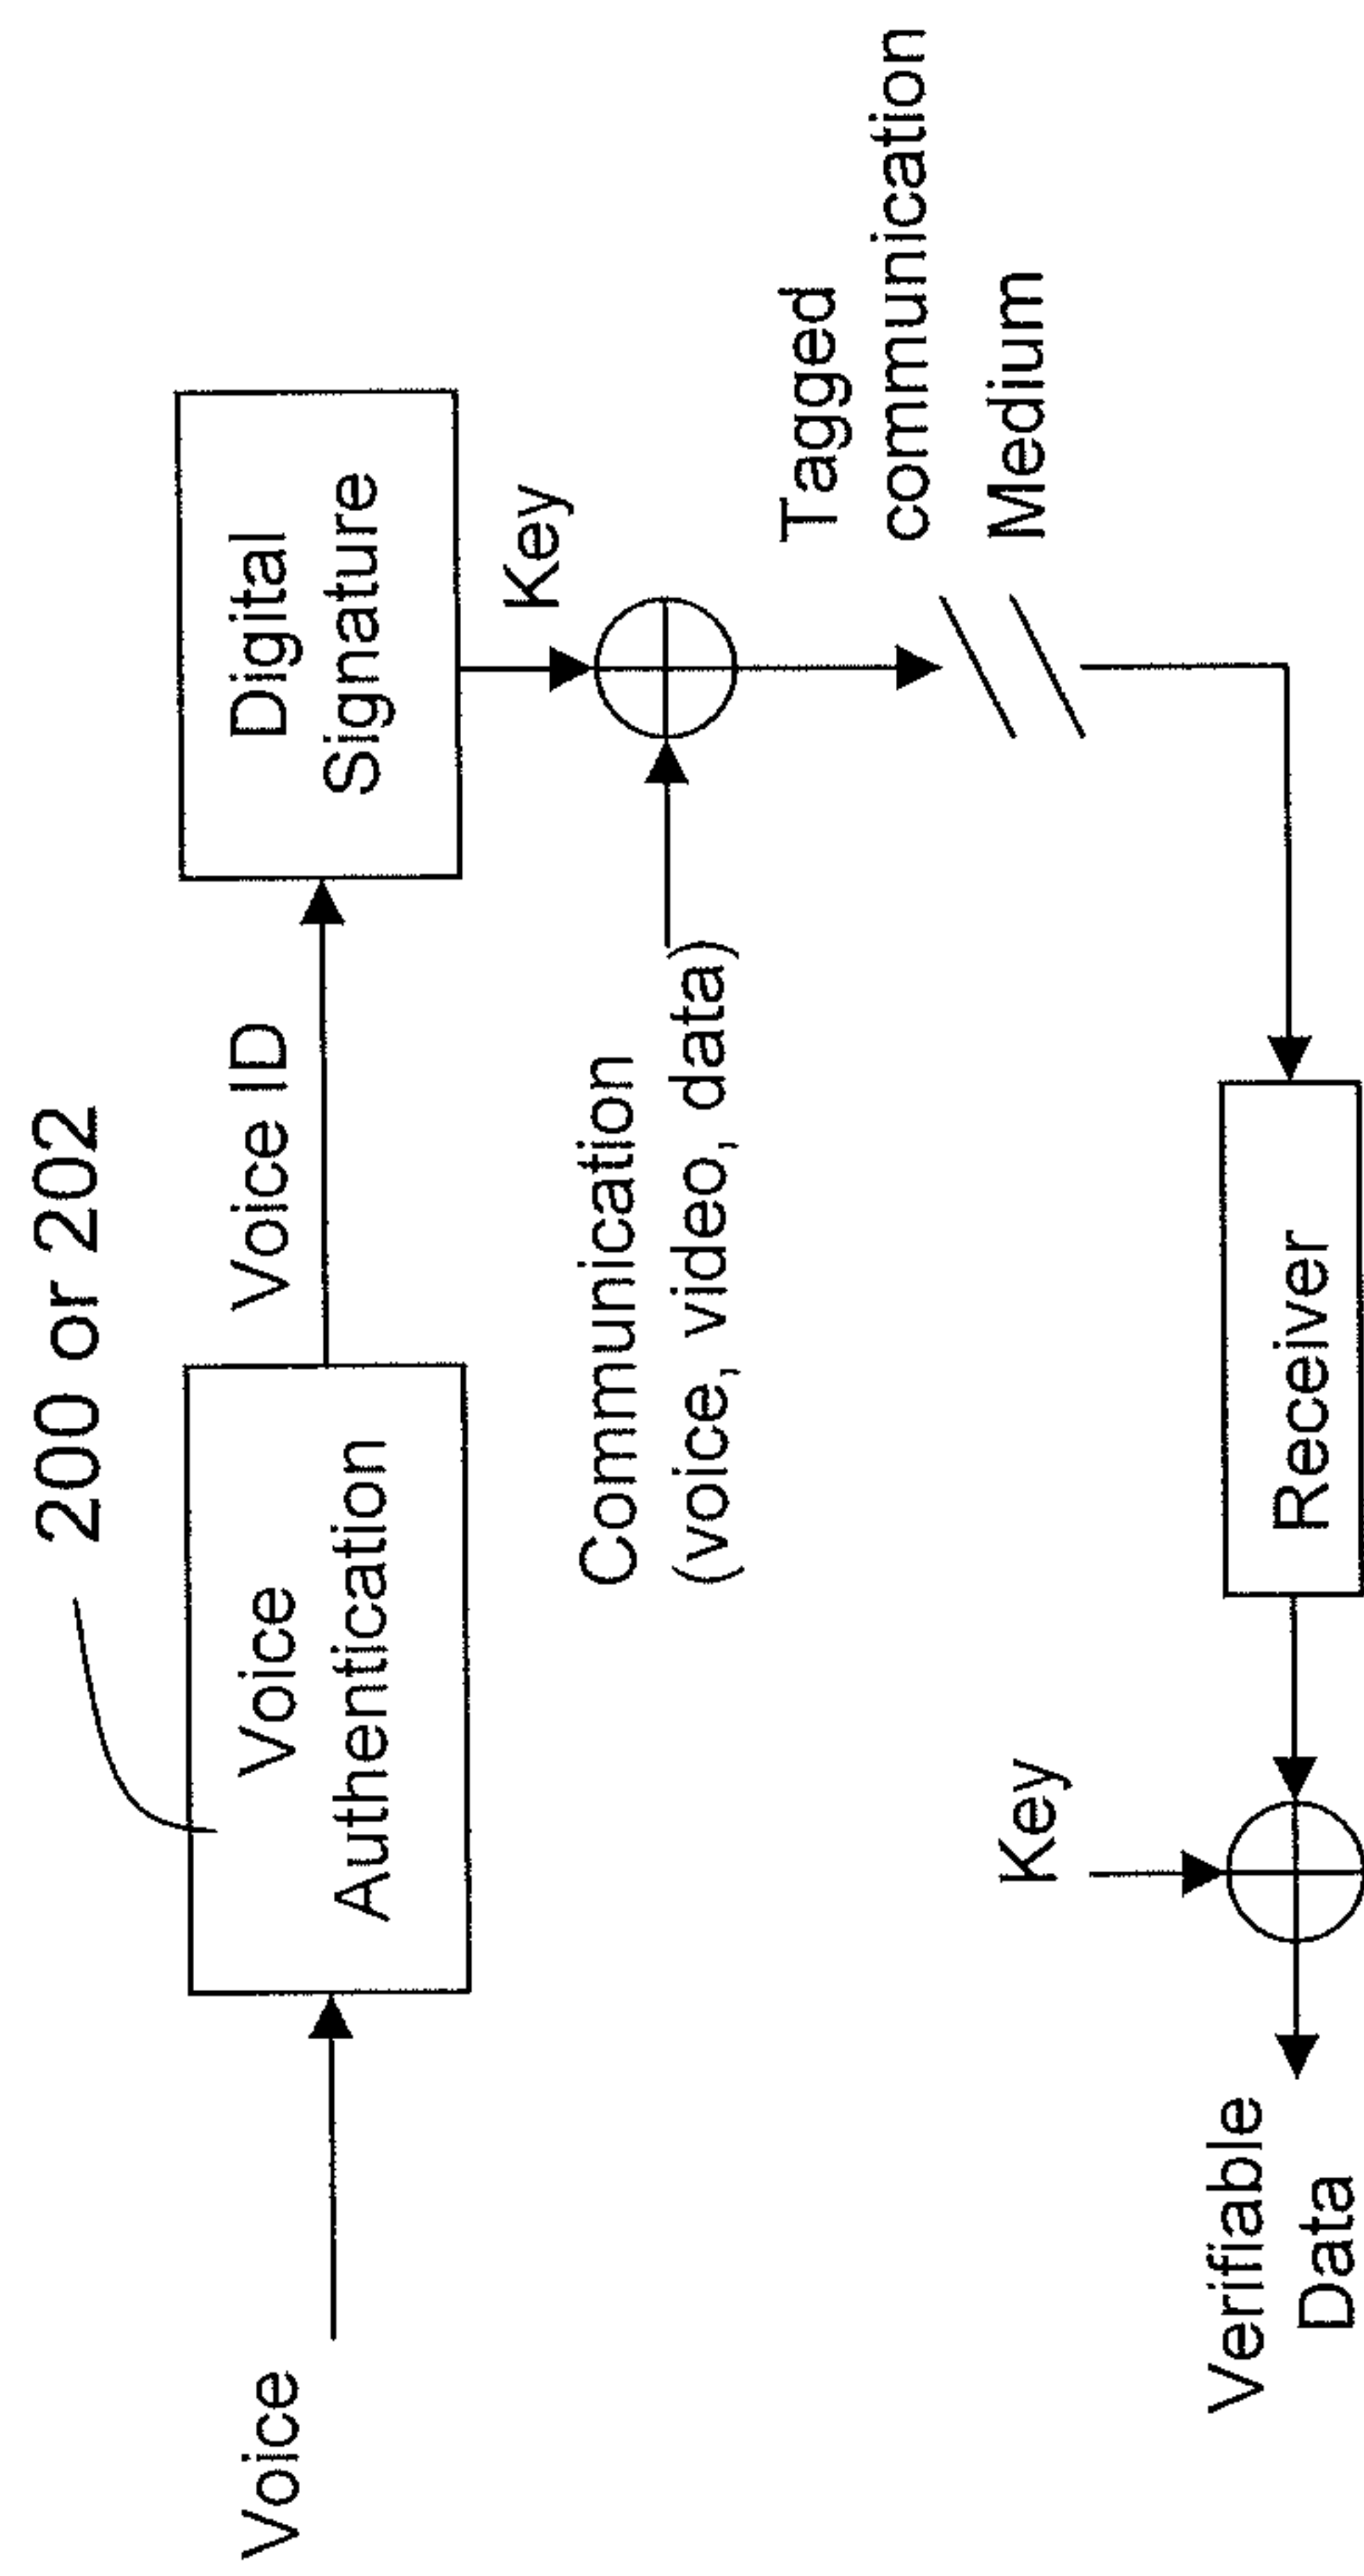 200 or 202
Voice
Voice
Authentication
Voice ID
Digital
Signature
Key
Communication
(voice, video, data)
Tagged
communication
Medium
Key
Receiver
Verifiable
Data